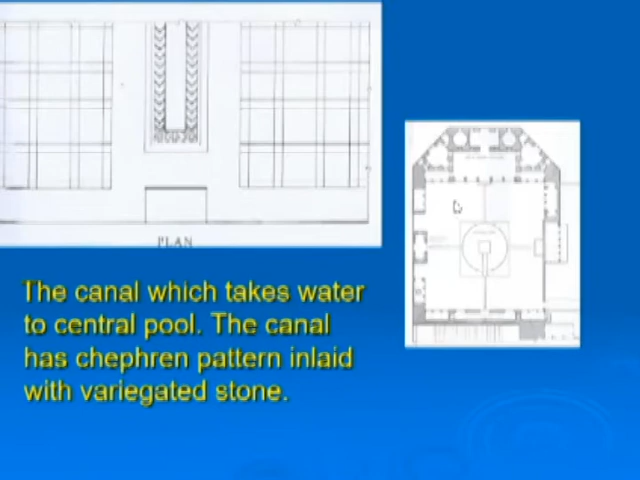 PLAN
The canal which takes water
to central pool. The canal
has chephren pattern inlaid
with variegated stone.